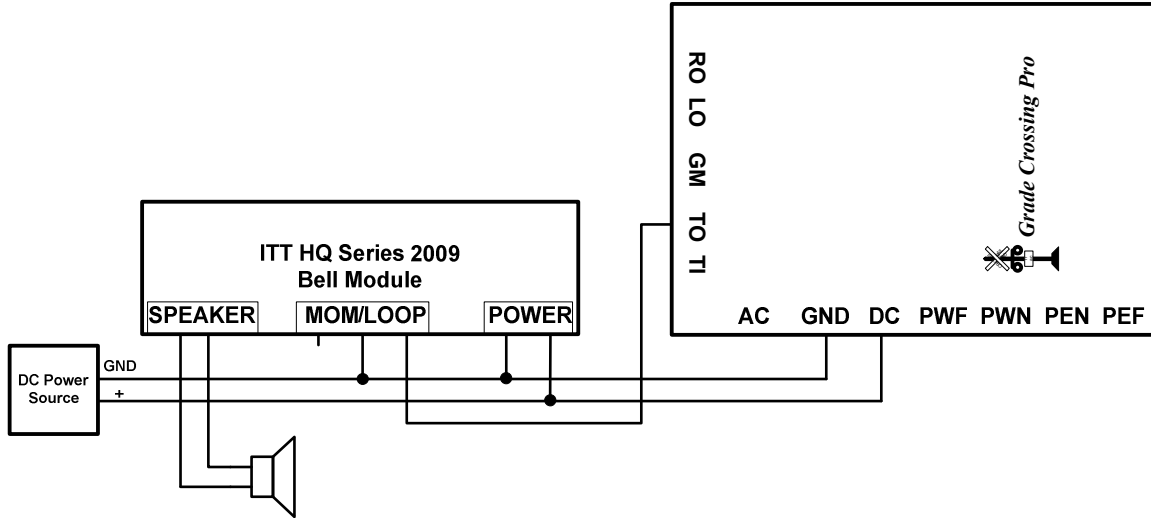 RO LO GM TO TI
Grade Crossing Pro
ITT HQ Series 2009
Bell Module
SPEAKER MOM/LOOP POWER
AC GND DC PWF PWN PEN PEF
DC Power
Source
GND
+